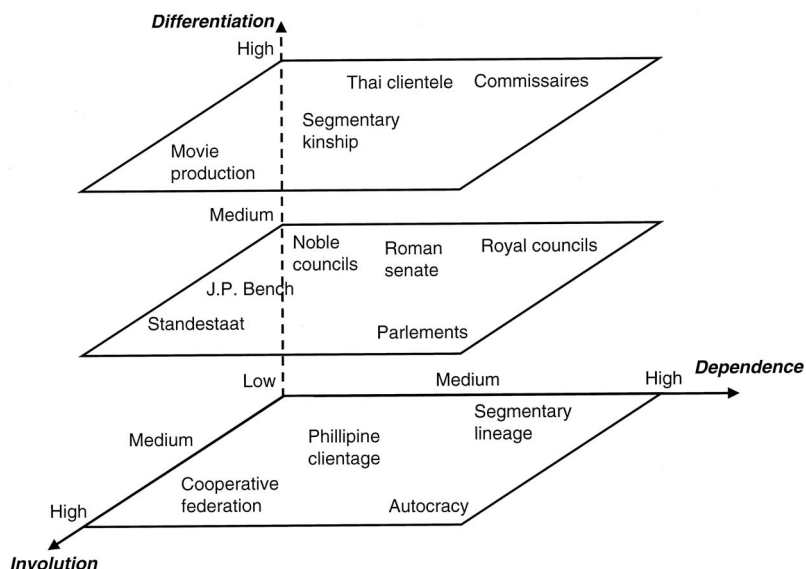 Differentiation
High
Thai clientele
Commissaires
Segmentary
kinship
Movie
production
Medium
Noble
councils
Roman
senate
Royal councils
J.P. Bench
Standestaat
Parlements
Dependence
Low
Medium
High
Segmentary
lineage
Medium
Phillipine
clientage
Cooperative
federation
Autocracy
High
Involution